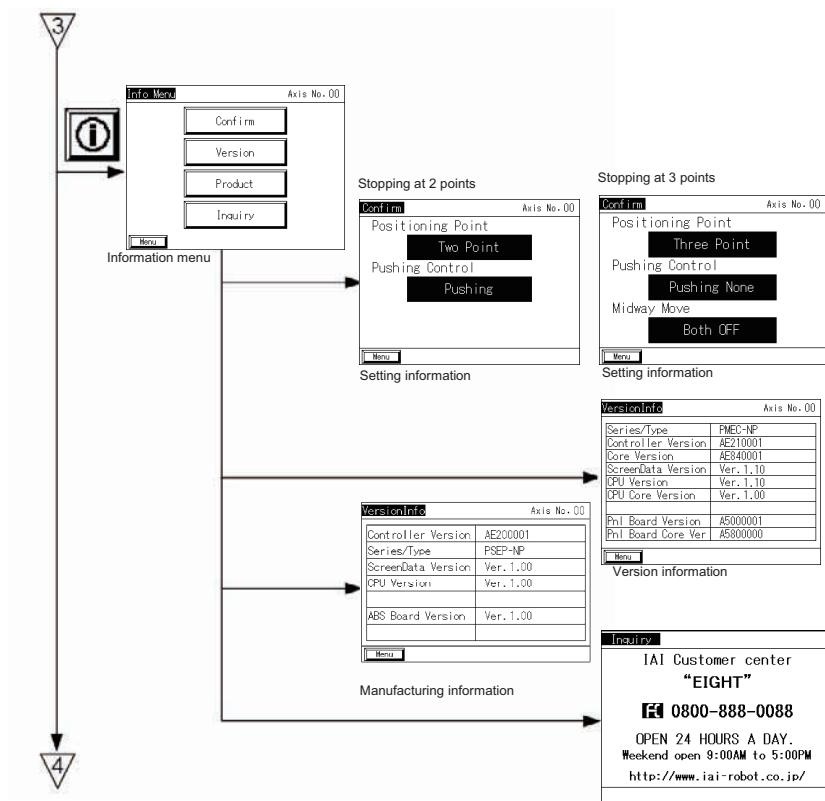 3
Info Menu Axis No. 00
Confirm
Version
Product
Inquiry
Menu
Information menu
Stopping at 2 points
Confirm Axis No. 00
Positioning Point
Two Point
Pushing Control
Pushing
Menu
Setting information
Stopping at 3 points
Confirm Axis No. 00
Positioning Point
Three Point
Pushing Control
Pushing None
Midway Move
Both OFF
Menu
Setting information
VersionInfo Axis No. 00
Series/Type PMEC-NP
Controller Version AE210001
Core Version AE840001
ScreenData Version Ver. 1.10
CPU Version Ver. 1.10
CPU Core Version Ver. 1.00
Pnl Board Version A5000001
Pnl Board Core Ver A5800000
Menu
Version information
VersionInfo Axis No. 00
Controller Version AE200001
Series/Type PSEP-NP
ScreenData Version Ver. 1.00
CPU Version Ver. 1.00
ABS Board Version Ver. 1.00
Menu
Manufacturing information
Inquiry
IAI Customer center
“EIGHT”
0800-888-0088
OPEN 24 HOURS A DAY.
Weekend open 9:00AM to 5:00PM
http://www.iai-robot.co.jp/
4